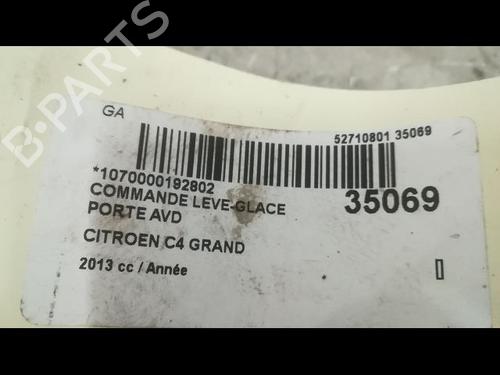 B-PARTS
GA
52710801 35069
*1070000192802
COMMANDE LEVE-GLACE
35069
PORTE AVD
CITROEN C4 GRAND
2013 cc / Année